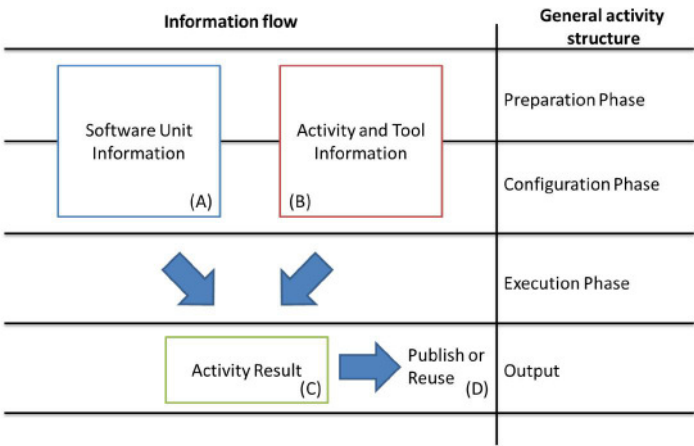 Information flow
General activity
structure
Software Unit
Information
(A)
Activity and Tool
Information
(B)
Preparation Phase
Configuration Phase
Execution Phase
Activity Result
(C)
Publish or
Reuse (D)
Output